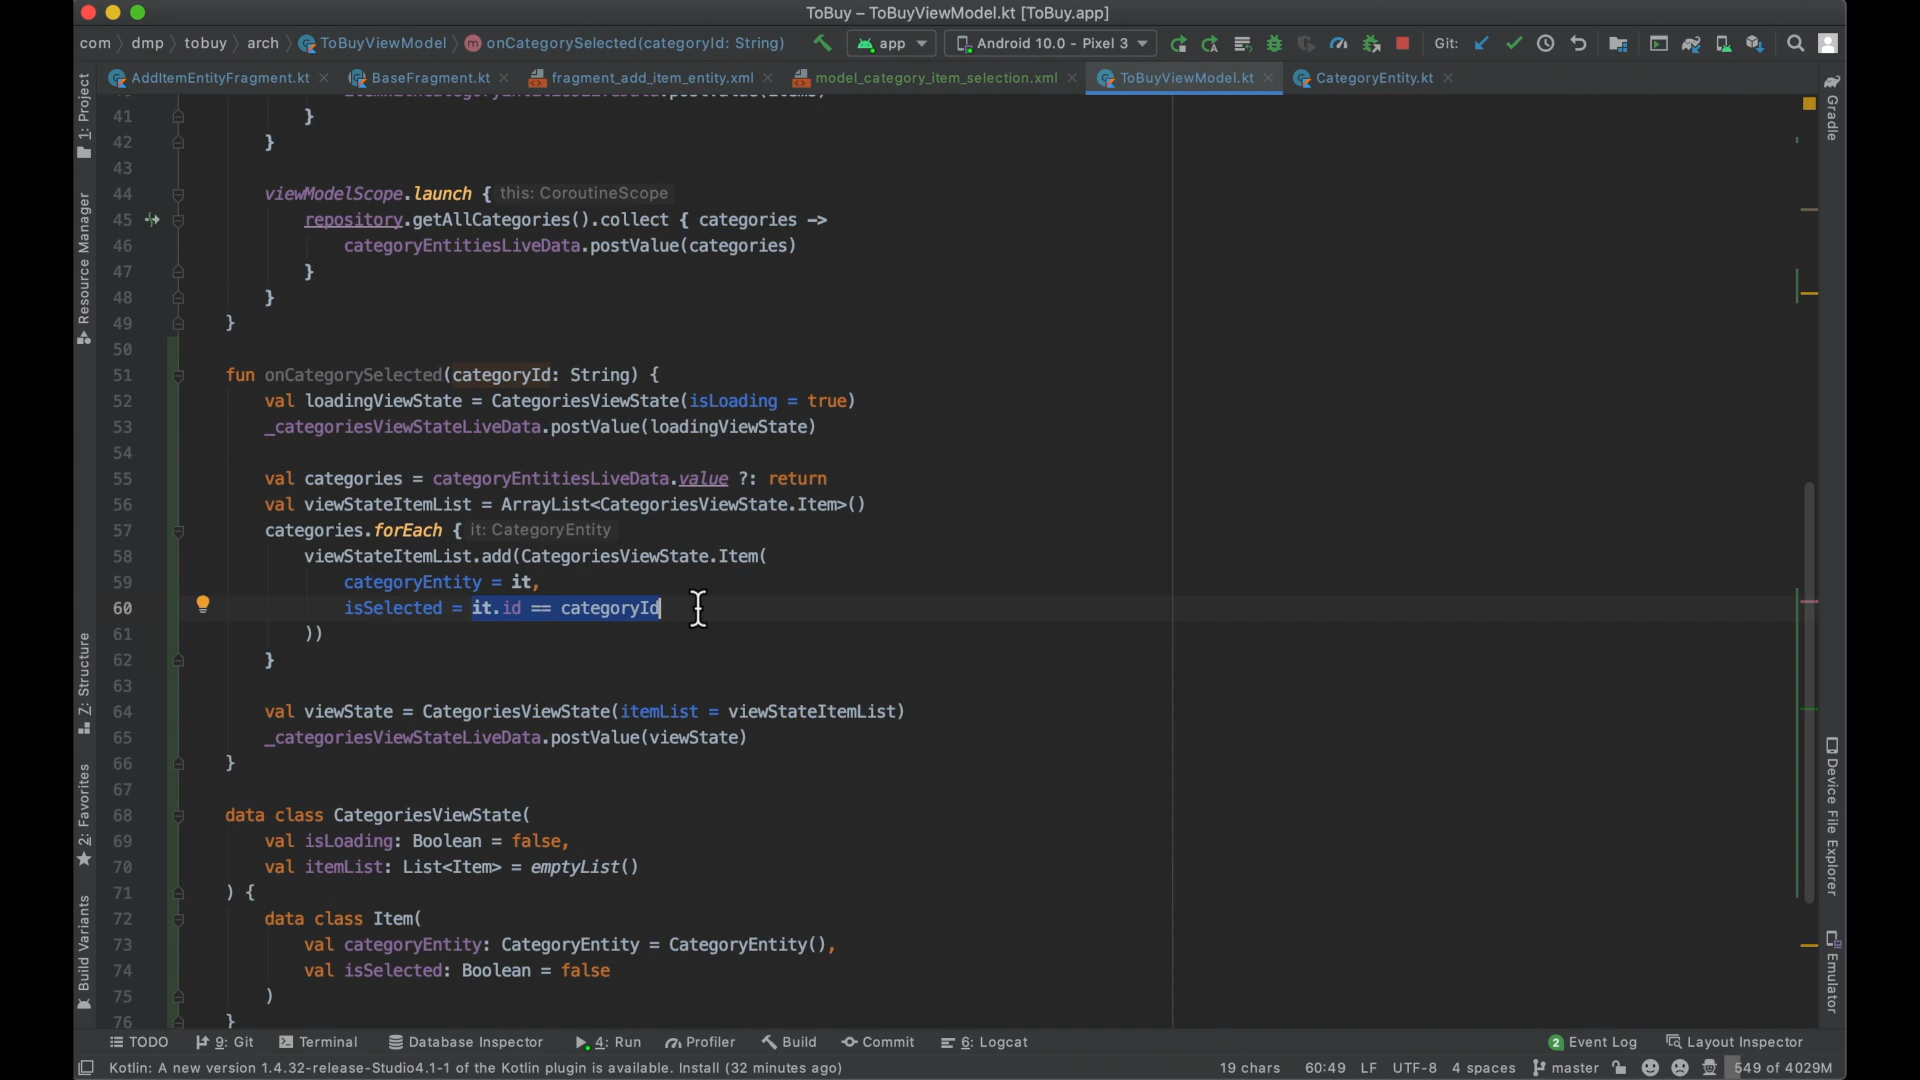 ToBuy – ToBuyViewModel.kt [ToBuy.app]
com dmp tobuy arch ToBuyViewModel onCategorySelected(categoryId: String) app Android 10.0 - Pixel 3 Git:
AddItemEntityFragment.kt BaseFragment.kt fragment_add_item_entity.xml model_category_item_selection.xml ToBuyViewModel.kt CategoryEntity.kt
1: Project
Resource Manager
Z: Structure
2: Favorites
Build Variants
41 }
42 }
43
44 viewModelScope.launch { this: CoroutineScope
45 repository.getAllCategories().collect { categories ->
46 categoryEntitiesLiveData.postValue(categories)
47 }
48 }
49 }
50
51 fun onCategorySelected(categoryId: String) {
52 val loadingViewState = CategoriesViewState(isLoading = true)
53 _categoriesViewStateLiveData.postValue(loadingViewState)
54
55 val categories = categoryEntitiesLiveData.value ?: return
56 val viewStateItemList = ArrayList<CategoriesViewState.Item>()
57 categories.forEach { it: CategoryEntity
58 viewStateItemList.add(CategoriesViewState.Item(
59 categoryEntity = it,
60 isSelected = it.id == categoryId
61 ))
62 }
63
64 val viewState = CategoriesViewState(itemList = viewStateItemList)
65 _categoriesViewStateLiveData.postValue(viewState)
66 }
67
68 data class CategoriesViewState(
69 val isLoading: Boolean = false,
70 val itemList: List<Item> = emptyList()
71 ) {
72 data class Item(
73 val categoryEntity: CategoryEntity = CategoryEntity(),
74 val isSelected: Boolean = false
75 )
76 }
Gradle
Device File Explorer
Emulator
TODO 9: Git Terminal Database Inspector 4: Run Profiler Build Commit 6: Logcat 2 Event Log Layout Inspector
Kotlin: A new version 1.4.32-release-Studio4.1-1 of the Kotlin plugin is available. Install (32 minutes ago) 19 chars 60:49 LF UTF-8 4 spaces master 549 of 4029M